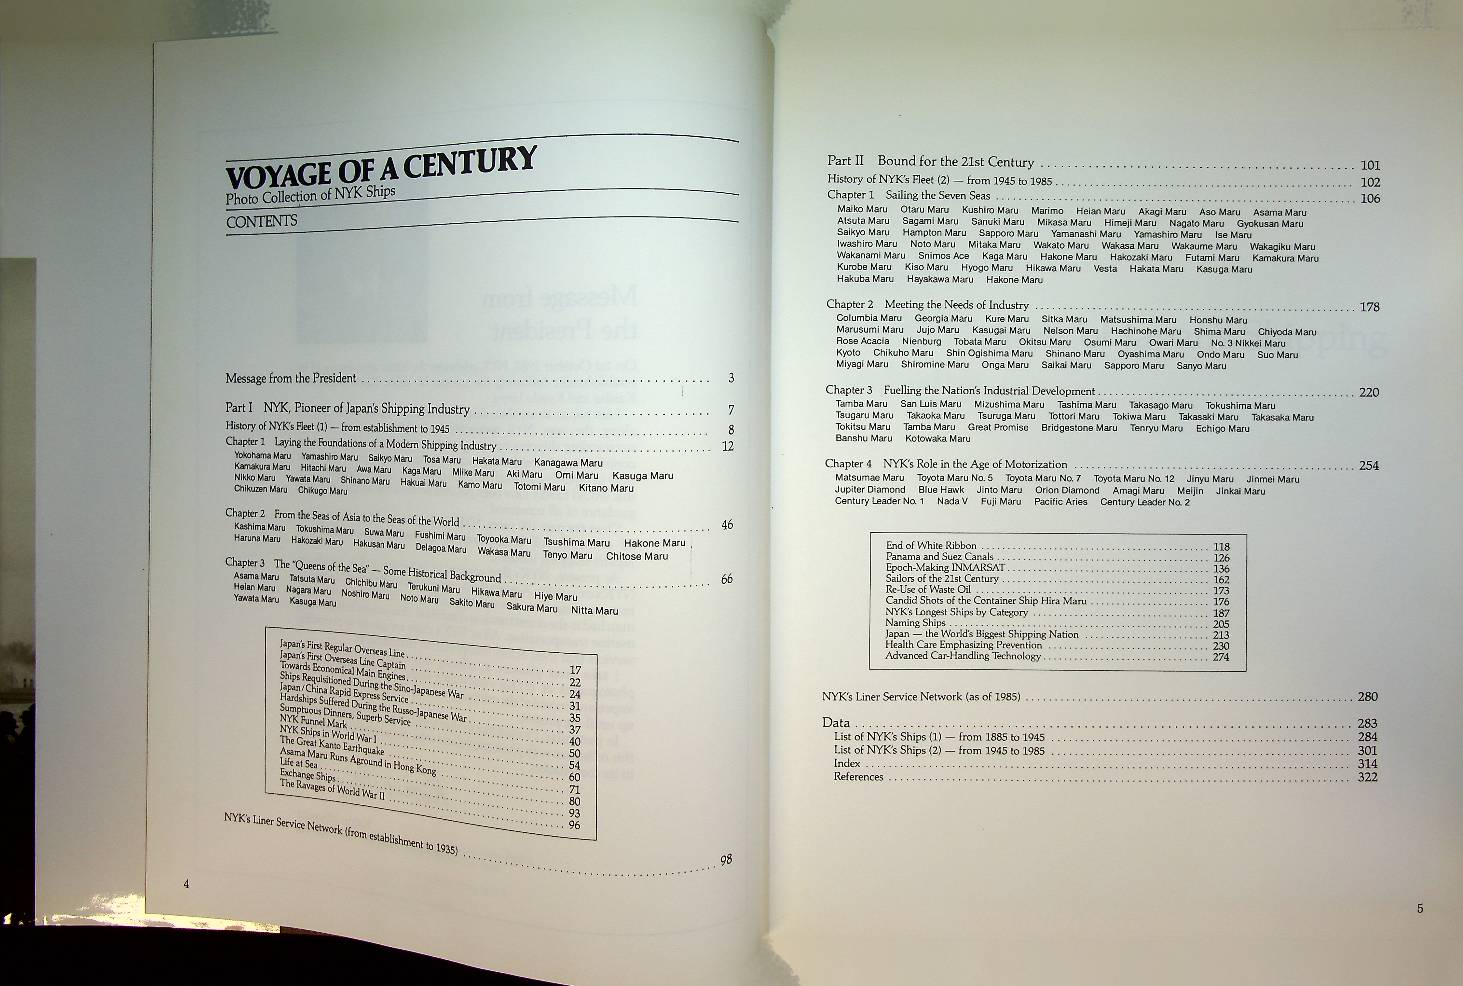 VOYAGE OF A CENTURY
Photo Collection of NYK Ships
CONTENTS
Message from the President 3
Part I NYK, Pioneer of Japan's Shipping Industry 7
History of NYK's Fleet (1) — from establishment to 1945 8
Chapter 1 Laying the Foundations of a Modern Shipping Industry 12
Yokohama Maru Yamashiro Maru Saikyo Maru Tosa Maru Hakata Maru Kanagawa Maru
Kamakura Maru Hitachi Maru Awa Maru Kaga Maru Miike Maru Aki Maru Omi Maru Kasuga Maru
Nikko Maru Yawata Maru Shinano Maru Hakuai Maru Kamo Maru Totomi Maru Kitano Maru
Chikuzen Maru Chikugo Maru
Chapter 2 From the Seas of Asia to the Seas of the World 46
Kashima Maru Tokushima Maru Suwa Maru Fushimi Maru Toyooka Maru Tsushima Maru Hakone Maru
Haruna Maru Hakozaki Maru Hakusan Maru Delagoa Maru Wakasa Maru Tenyo Maru Chitose Maru
Chapter 3 The "Queens of the Sea" — Some Historical Background 66
Asama Maru Tatsuta Maru Chichibu Maru Terukuni Maru Hikawa Maru Hiye Maru
Heian Maru Nagara Maru Noshiro Maru Noto Maru Sakito Maru Sakura Maru Nitta Maru
Yawata Maru Kasuga Maru
Japan's First Regular Overseas Line 17
Japan's First Overseas Line Captain 22
Towards Economical Main Engines 24
Ships Requisitioned During the Sino-Japanese War 31
Japan/China Rapid Express Service 35
Hardships Suffered During the Russo-Japanese War 37
Sumptuous Dinners, Superb Service 40
NYK Funnel Mark 50
NYK Ships in World War I 54
The Great Kanto Earthquake 60
Asama Maru Runs Aground in Hong Kong 71
Life at Sea 80
Exchange Ships 93
The Ravages of World War II 96
NYK's Liner Service Network (from establishment to 1935) 98
4
Part II Bound for the 21st Century 101
History of NYK's Fleet (2) — from 1945 to 1985 102
Chapter 1 Sailing the Seven Seas 106
Maiko Maru Otaru Maru Kushiro Maru Marimo Heian Maru Akagi Maru Aso Maru Asama Maru
Atsuta Maru Sagami Maru Sanuki Maru Mikasa Maru Himeji Maru Nagato Maru Gyokusan Maru
Saikyo Maru Hampton Maru Sapporo Maru Yamanashi Maru Yamashiro Maru Ise Maru
Iwashiro Maru Noto Maru Mitaka Maru Wakato Maru Wakasa Maru Wakaume Maru Wakagiku Maru
Wakanami Maru Shimos Ace Kaga Maru Hakone Maru Hakozaki Maru Futami Maru Kamakura Maru
Kurobe Maru Kiso Maru Hyogo Maru Hikawa Maru Vesta Hakata Maru Kasuga Maru
Hakuba Maru Hayakawa Maru Hakone Maru
Chapter 2 Meeting the Needs of Industry 178
Columbia Maru Georgia Maru Kure Maru Sitka Maru Matsushima Maru Honshu Maru
Marusumi Maru Jujo Maru Kasugai Maru Nelson Maru Hachinohe Maru Shima Maru Chiyoda Maru
Rose Acacia Nienburg Tobata Maru Okitsu Maru Osumi Maru Owari Maru No. 3 Nikkei Maru
Kyoto Chikuho Maru Shin Ogishima Maru Shinano Maru Oyashima Maru Ondo Maru Suo Maru
Miyagi Maru Shiromine Maru Onga Maru Saikai Maru Sapporo Maru Sanyo Maru
Chapter 3 Fuelling the Nation's Industrial Development 220
Tamba Maru San Luis Maru Mizushima Maru Tashima Maru Takasago Maru Tokushima Maru
Tsugaru Maru Takaoka Maru Tsuruga Maru Tottori Maru Tokiwa Maru Takasaki Maru Takasaka Maru
Tokitsu Maru Tamba Maru Great Promise Bridgestone Maru Tenryu Maru Echigo Maru
Banshu Maru Kotowaka Maru
Chapter 4 NYK's Role in the Age of Motorization 254
Matsumae Maru Toyota Maru No. 5 Toyota Maru No. 7 Toyota Maru No. 12 Jinyu Maru Jinmei Maru
Jupiter Diamond Blue Hawk Jinto Maru Orion Diamond Amagi Maru Meijin Jinkai Maru
Century Leader No. 1 Nada V Fuji Maru Pacific Aries Century Leader No. 2
End of White Ribbon 118
Panama and Suez Canals 126
Epoch-Making INMARSAT 136
Sailors of the 21st Century 162
Re-Use of Waste Oil 173
Candid Shots of the Container Ship Hira Maru 176
NYK's Longest Ships by Category 187
Naming Ships 205
Japan — the World's Biggest Shipping Nation 213
Health Care Emphasizing Prevention 230
Advanced Car-Handling Technology 274
NYK's Liner Service Network (as of 1985) 280
Data 283
List of NYK's Ships (1) — from 1885 to 1945 284
List of NYK's Ships (2) — from 1945 to 1985 301
Index 314
References 322
5